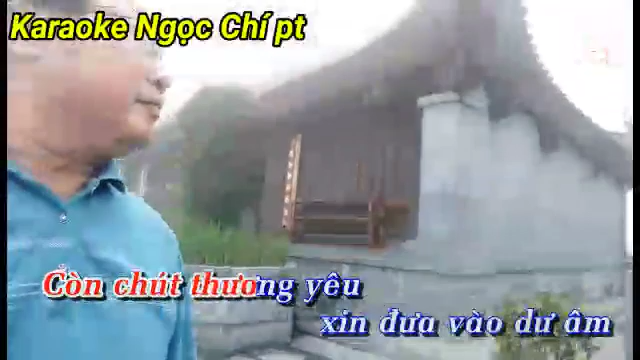 Karaoke Ngọc Chí pt
Còn chút thương yêu
xin đưa vào dư âm